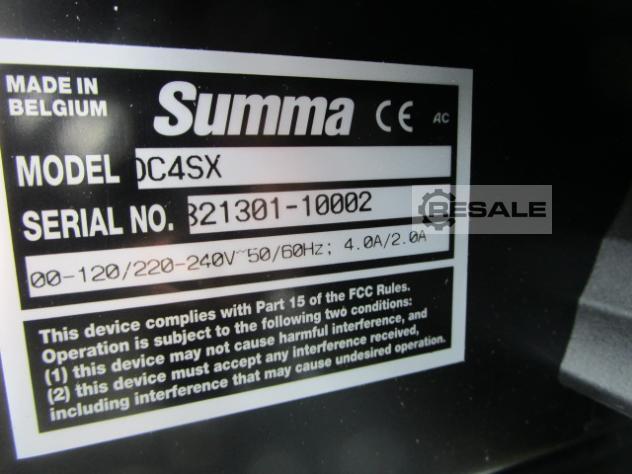 MADE IN
BELGIUM
Summa CE AC
MODEL DC4SX
SERIAL NO. 821301-10002
RESALE
00-120/220-240V~50/60Hz; 4.0A/2.0A
This device complies with Part 15 of the FCC Rules.
Operation is subject to the following two conditions:
(1) this device may not cause harmful interference, and
(2) this device must accept any interference received,
including interference that may cause undesired operation.